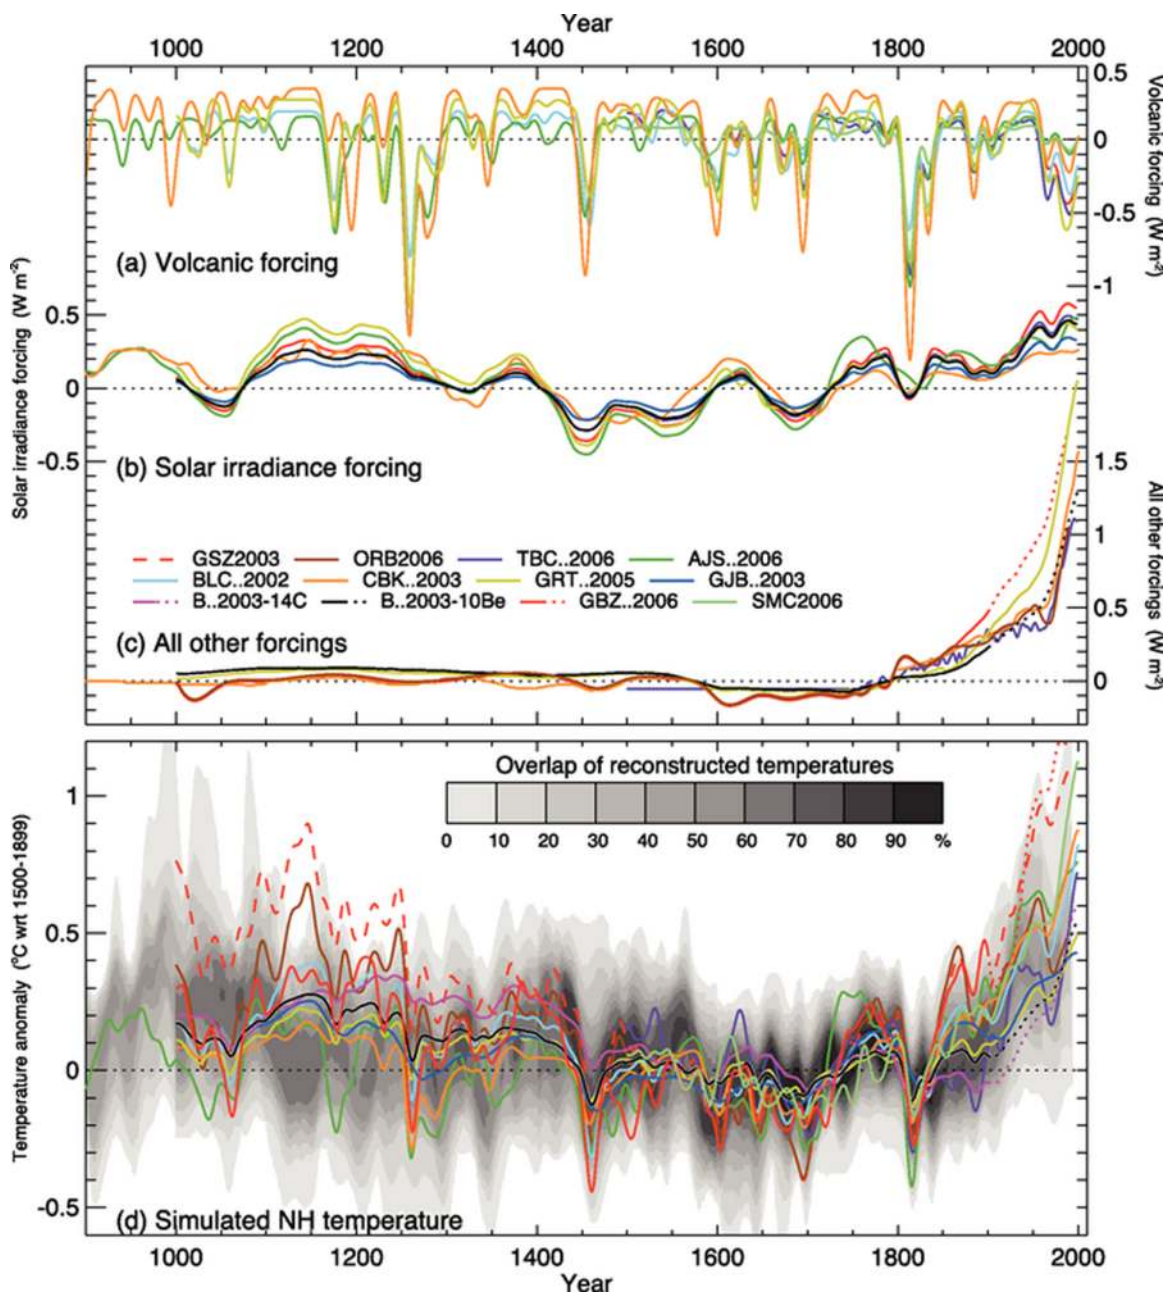 Year
1000 1200 1400 1600 1800 2000
0.5
0
-0.5
-1
Volcanic forcing (W m⁻²)
(a) Volcanic forcing
Solar irradiance forcing (W m⁻²)
0.5
0
-0.5
(b) Solar irradiance forcing
1.5
1
0.5
0
All other forcings (W m⁻²)
GSZ2003 ORB2006 TBC..2006 AJS..2006
BLC..2002 CBK..2003 GRT..2005 GJB..2003
B..2003-14C B..2003-10Be GBZ..2006 SMC2006
(c) All other forcings
Overlap of reconstructed temperatures
0 10 20 30 40 50 60 70 80 90 %
Temperature anomaly (°C wrt 1500-1899)
1
0.5
0
-0.5
(d) Simulated NH temperature
1000 1200 1400 1600 1800 2000
Year